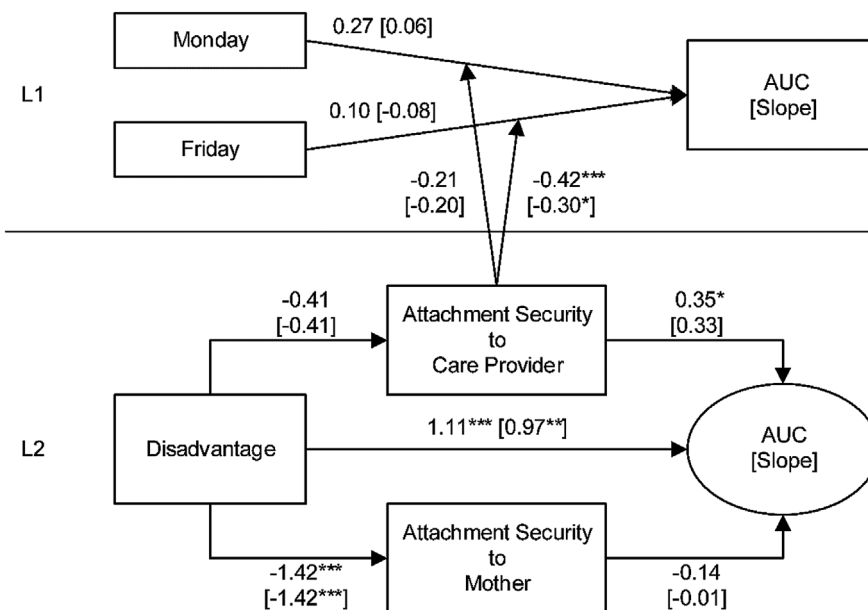 Monday
0.27 [0.06]
L1
AUC
[Slope]
Friday
0.10 [-0.08]
-0.21
[-0.20]
-0.42***
[-0.30*]
L2
-0.41
[-0.41]
Attachment Security
to
Care Provider
0.35*
[0.33]
Disadvantage
1.11*** [0.97**]
AUC
[Slope]
Attachment Security
to
Mother
-1.42***
[-1.42***]
-0.14
[-0.01]